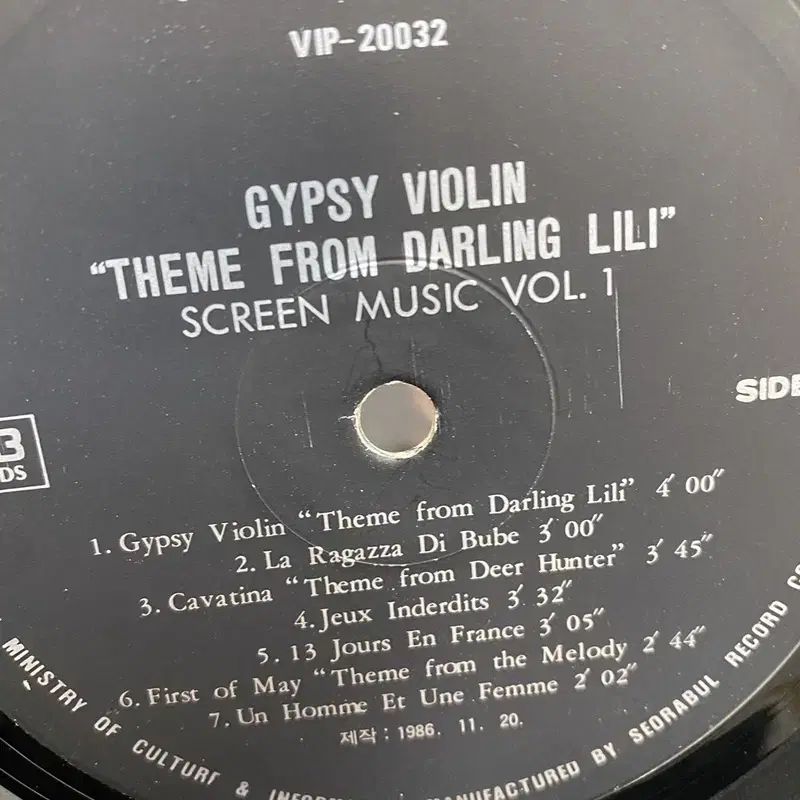 VIP-20032
GYPSY VIOLIN
“THEME FROM DARLING LILI”
SCREEN MUSIC VOL. 1
SIDE
1. Gypsy Violin “Theme from Darling Lili” 4′ 00″
2. La Ragazza Di Bube 3′ 00″
3. Cavatina “Theme from Deer Hunter” 3′ 45″
4. Jeux Inderdits 3′ 32″
5. 13 Jours En France 3′ 05″
6. First of May “Theme from the Melody 2′ 44″
7. Un Homme Et Une Femme 2′ 02″
제작 : 1986. 11. 20.
MINISTRY OF CULTURE & MANUFACTURED BY SEORABUL RECORD